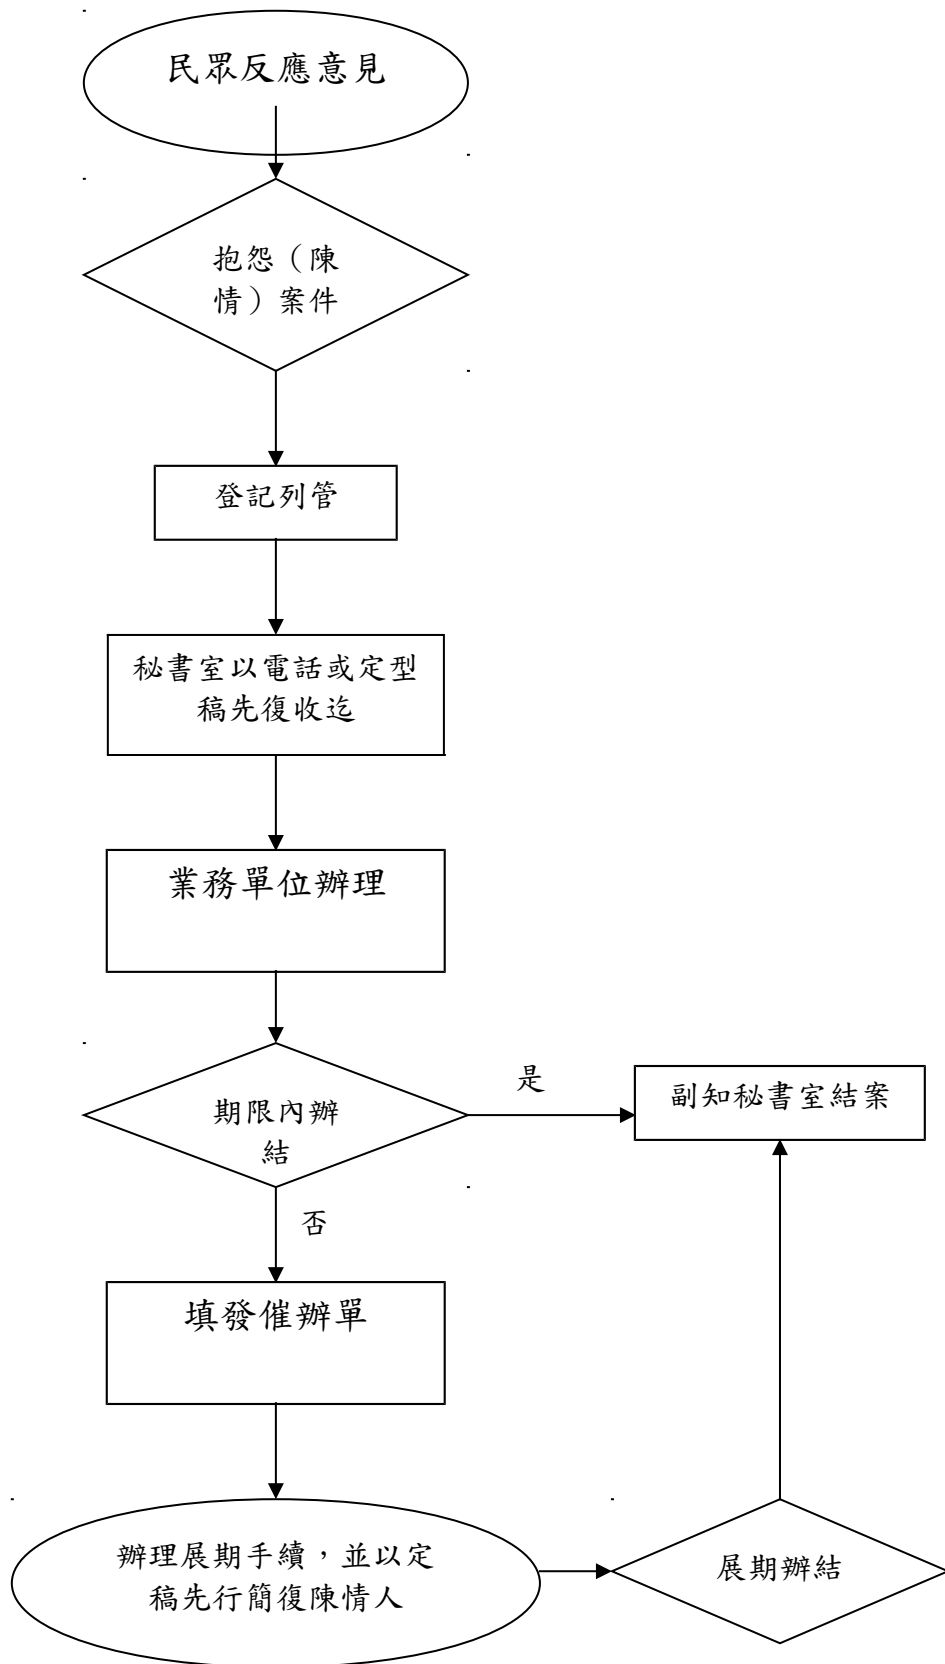 民眾反應意見
抱怨（陳
情）案件
登記列管
秘書室以電話或定型
稿先復收迄
業務單位辦理
期限內辦
結
是
副知秘書室結案
否
填發催辦單
辦理展期手續，並以定
稿先行簡復陳情人
展期辦結